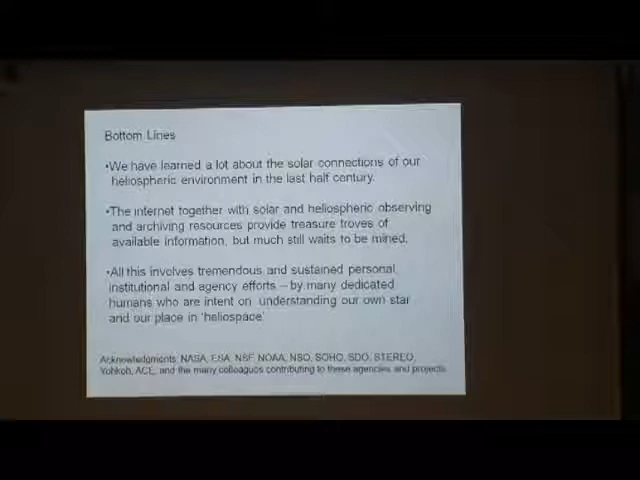 Bottom Lines
•We have learned a lot about the solar connections of our
heliospheric environment in the last half century.
•The internet together with solar and heliospheric observing
and archiving resources provide treasure troves of
available information, but much still waits to be mined.
•All this involves tremendous and sustained personal,
institutional and agency efforts – by many dedicated
humans who are intent on understanding our own star
and our place in 'heliospace'
Acknowledgments: NASA, ESA, NSF, NOAA, NSO, SOHO, SDO, STEREO,
Yohkoh, ACE, and the many colleagues contributing to these agencies and projects